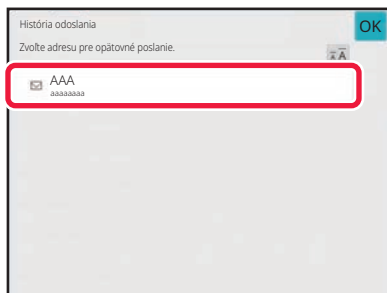 História odoslania
OK
Zvoľte adresu pre opätovné poslanie.
A
AAA
aaaaaaaa